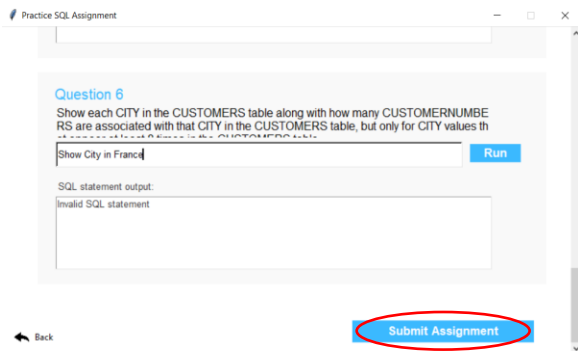 Practice SQL Assignment
Question 6
Show each CITY in the CUSTOMERS table along with how many CUSTOMERNUMBE
RS are associated with that CITY in the CUSTOMERS table, but only for CITY values th
Show City in France
Run
SQL statement output:
Invalid SQL statement
Submit Assignment
Back